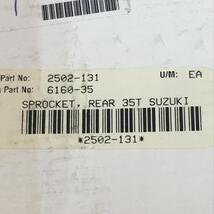 Part No: 2502-131 U/M: EA
Part No: 6160-35
SPROCKET, REAR 35T SUZUKI
*2502-131*